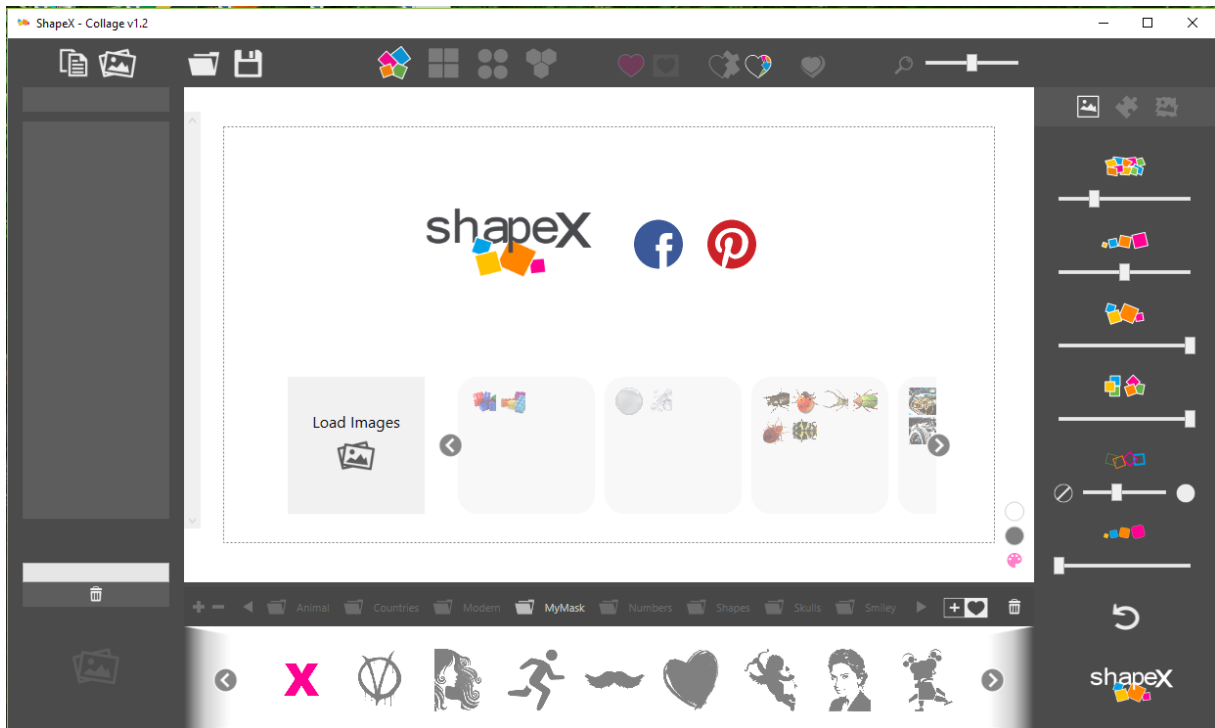 ShapeX - Collage v1.2
shapeX
Load Images
Animal
Countries
Modern
MyMask
Numbers
Shapes
Skulls
Smiley
X
shapeX